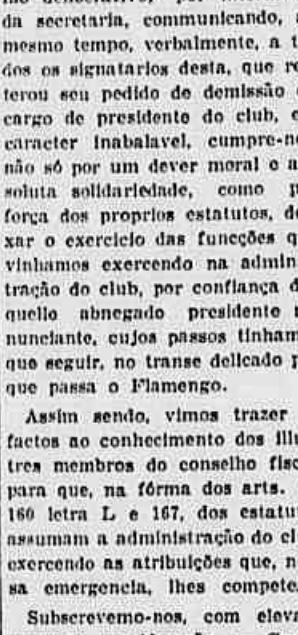 da secretaria, communicando,
mesmo tempo, verbalmente, a t
dos os signatarios desta, que re
terou seu pedido de demissão
cargo de presidente do club,
caracter inabalavel, cumpre-n
não só por um dever moral e a
soluta solidariedade, como p
força dos proprios estatutos, d
xar o exercicio das funcções q
vinhamos exercendo na admin
tração do club, por confiança d
quelle abnegado presidente
nunciante, cujos passos tinham
que seguir, no transe delicado p
que passa o Flamengo.
Assim sendo, vimos trazer
factos ao conhecimento dos illu
tres membros do conselho fisc
para que, na fórma dos arts.
160 letra L e 167, dos estatu
assumam a administração do cl
exercendo as atribuições que, n
sa emergencia, lhes compete
Subscrevemo-nos, com elev